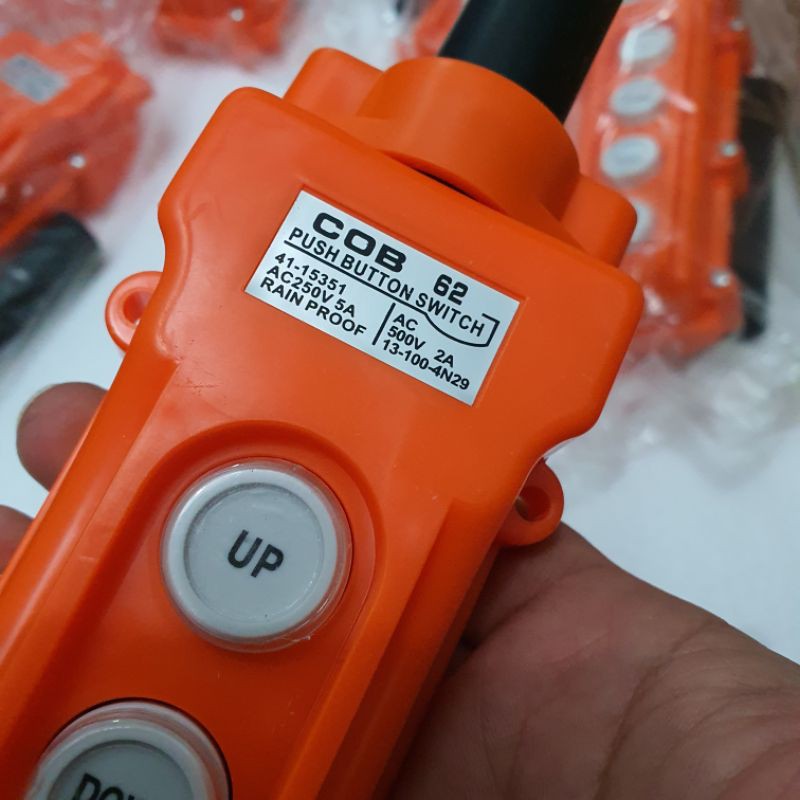 COB 62
PUSH BUTTON SWITCH
41-15351
AC250V 5A
RAIN PROOF
AC
500V 2A
13-100-4N29
UP